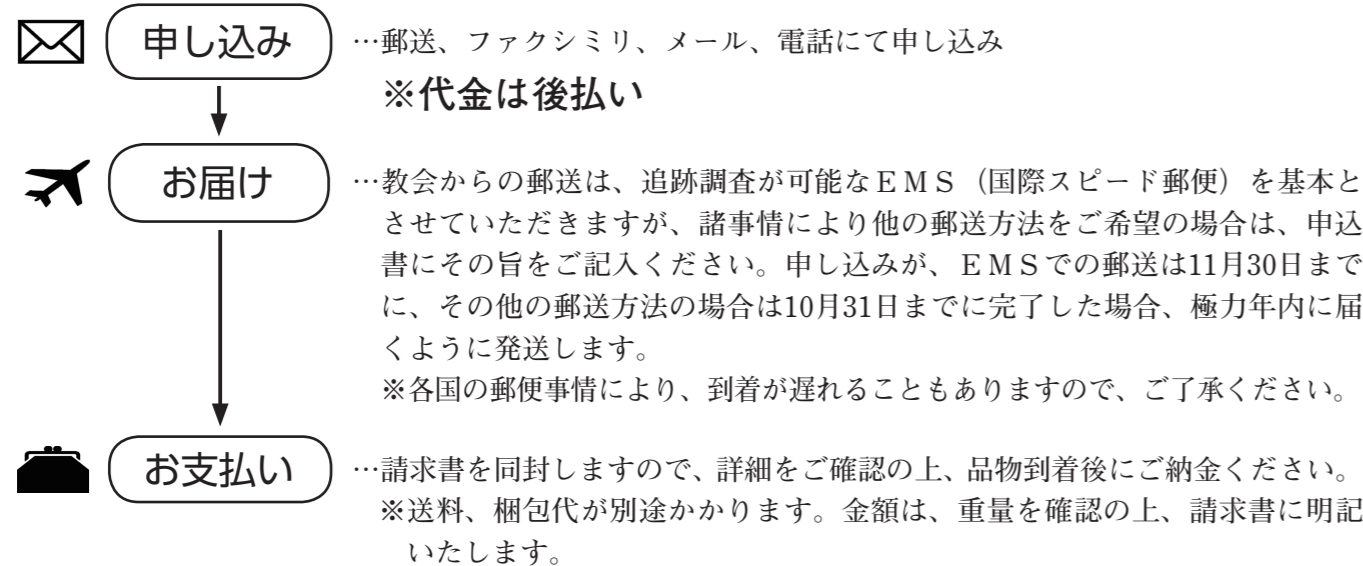 申し込み …郵送、ファクシミリ、メール、電話にて申し込み
※代金は後払い
お届け …教会からの郵送は、追跡調査が可能なＥＭＳ（国際スピード郵便）を基本と
させていただきますが、諸事情により他の郵送方法をご希望の場合は、申込
書にその旨をご記入ください。申し込みが、ＥＭＳでの郵送は11月30日まで
に、その他の郵送方法の場合は10月31日までに完了した場合、極力年内に届
くように発送します。
※各国の郵便事情により、到着が遅れることもありますので、ご了承ください。
お支払い …請求書を同封しますので、詳細をご確認の上、品物到着後にご納金ください。
※送料、梱包代が別途かかります。金額は、重量を確認の上、請求書に明記
いたします。